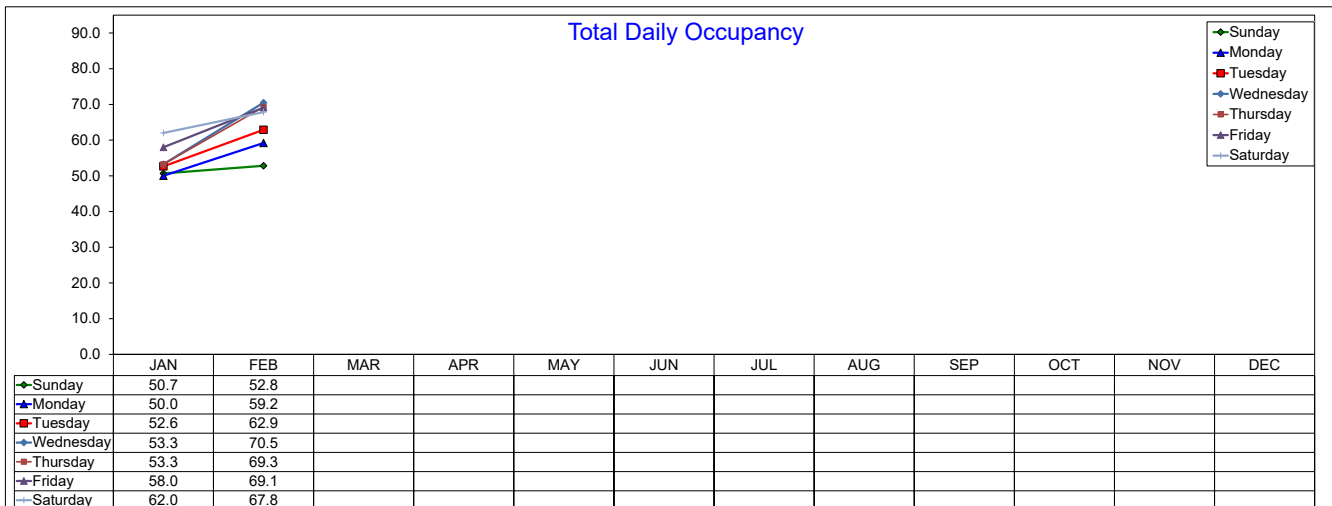 Total Daily Occupancy
90.0
80.0
70.0
60.0
50.0
40.0
30.0
20.0
10.0
0.0
Sunday
Monday
Tuesday
Wednesday
Thursday
Friday
Saturday
JAN FEB MAR APR MAY JUN JUL AUG SEP OCT NOV DEC
Sunday 50.7 52.8
Monday 50.0 59.2
Tuesday 52.6 62.9
Wednesday 53.3 70.5
Thursday 53.3 69.3
Friday 58.0 69.1
Saturday 62.0 67.8